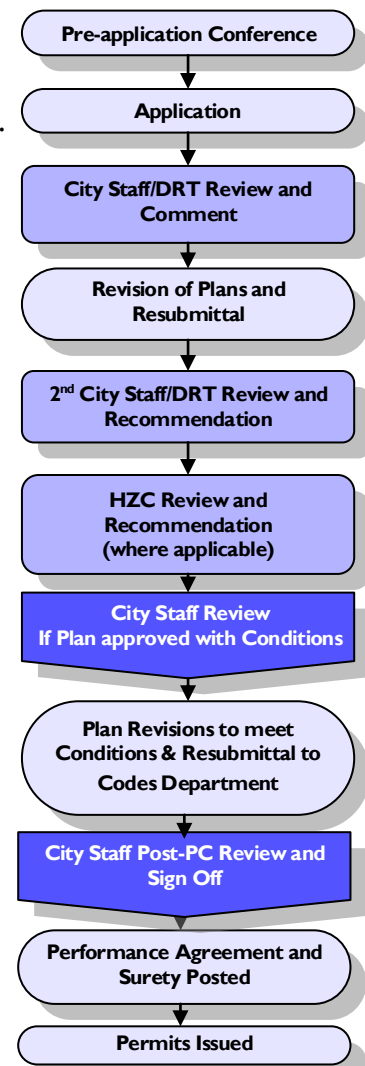 Pre-application Conference
Application
.
City Staff/DRT Review and
Comment
Revision of Plans and
Resubmittal
2nd City Staff/DRT Review and
Recommendation
HZC Review and
Recommendation
(where applicable)
City Staff Review
If Plan approved with Conditions
Plan Revisions to meet
Conditions & Resubmittal to
Codes Department
City Staff Post-PC Review and
Sign Off
Performance Agreement and
Surety Posted
Permits Issued